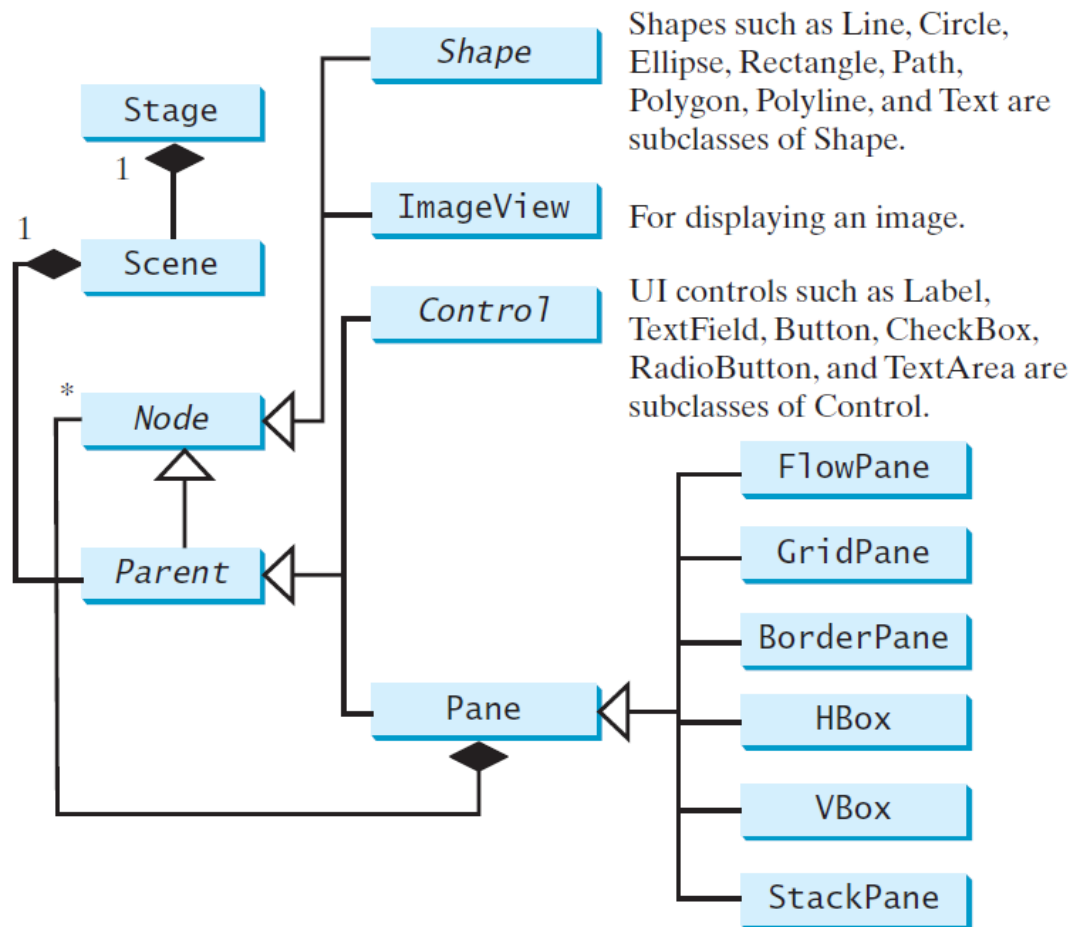 Shape
Shapes such as Line, Circle,
Ellipse, Rectangle, Path,
Polygon, Polyline, and Text are
subclasses of Shape.
Stage
1
ImageView
For displaying an image.
1
Scene
Control
UI controls such as Label,
TextField, Button, CheckBox,
RadioButton, and TextArea are
subclasses of Control.
*
Node
FlowPane
GridPane
Parent
BorderPane
Pane
HBox
VBox
StackPane